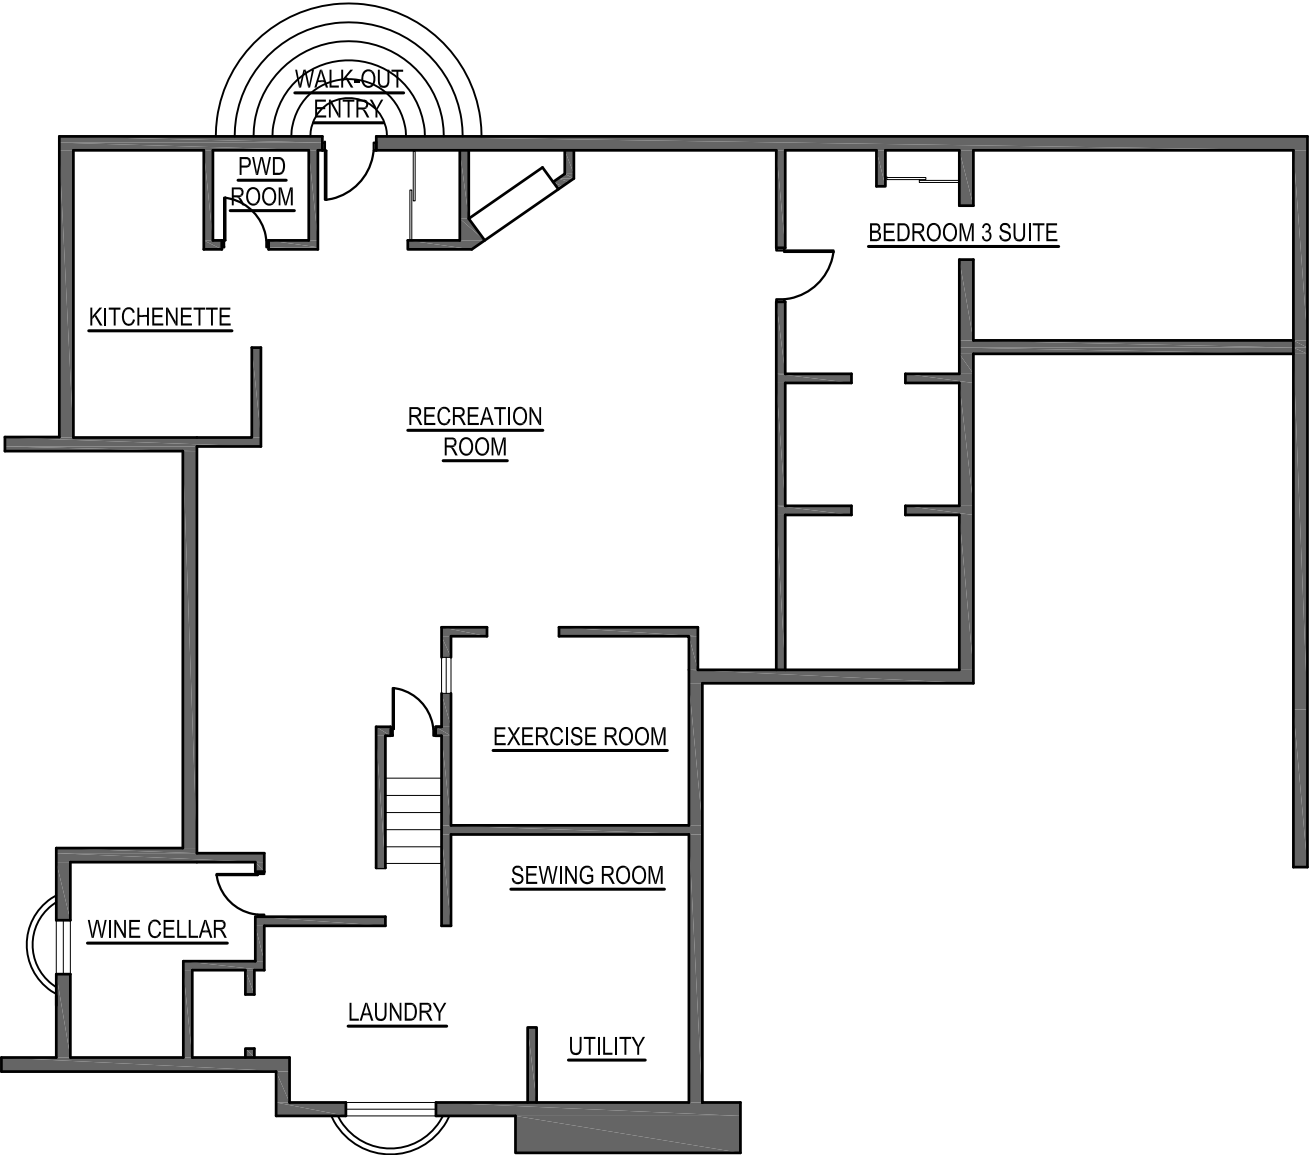 WALK-OUT
ENTRY
PWD
ROOM
BEDROOM 3 SUITE
KITCHENETTE
RECREATION
ROOM
EXERCISE ROOM
SEWING ROOM
WINE CELLAR
LAUNDRY
UTILITY